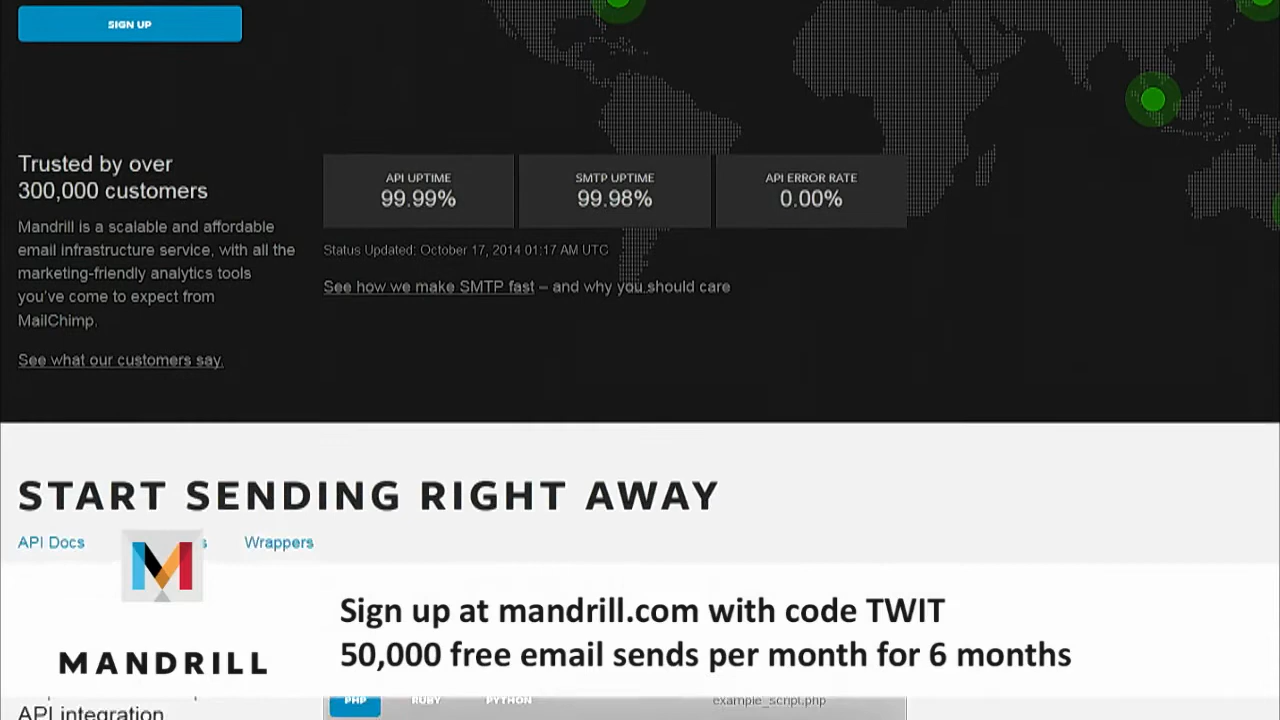 SIGN UP
Trusted by over
300,000 customers
Mandrill is a scalable and affordable
email infrastructure service, with all the
marketing-friendly analytics tools
you've come to expect from
MailChimp.
See what our customers say.
API UPTIME
99.99%
SMTP UPTIME
99.98%
API ERROR RATE
0.00%
Status Updated: October 17, 2014 01:17 AM UTC
See how we make SMTP fast – and why you should care
START SENDING RIGHT AWAY
API Docs
Wrappers
MANDRILL
Sign up at mandrill.com with code TWIT
50,000 free email sends per month for 6 months
API integration
PHP
RUBY
PYTHON
example_script.php